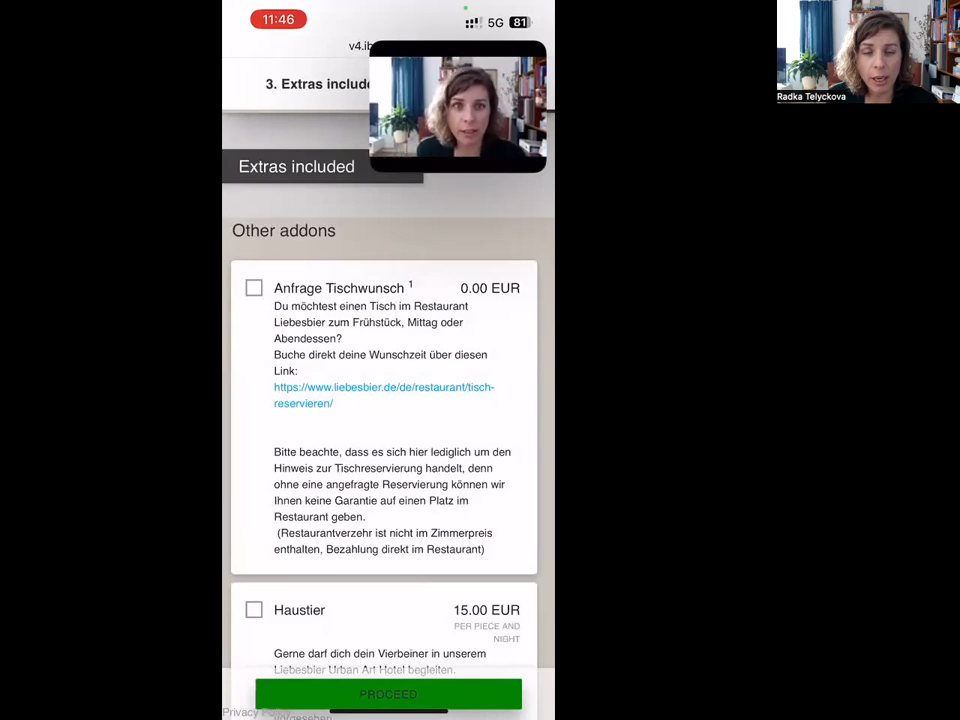 11:46
5G 81
v4.ib
3. Extras include
Radka Telyckova
Extras included
Other addons
Anfrage Tischwunsch 1 0.00 EUR
Du möchtest einen Tisch im Restaurant
Liebesbier zum Frühstück, Mittag oder
Abendessen?
Buche direkt deine Wunschzeit über diesen
Link:
https://www.liebesbier.de/de/restaurant/tisch-
reservieren/
Bitte beachte, dass es sich hier lediglich um den
Hinweis zur Tischreservierung handelt, denn
ohne eine angefragte Reservierung können wir
Ihnen keine Garantie auf einen Platz im
Restaurant geben.
(Restaurantverzehr ist nicht im Zimmerpreis
enthalten, Bezahlung direkt im Restaurant)
Haustier 15.00 EUR
PER PIECE AND
NIGHT
Gerne darf dich dein Vierbeiner in unserem
Liebesbier Urban Art Hotel begleiten.
PROCEED
Privacy Policy
vorgesehen